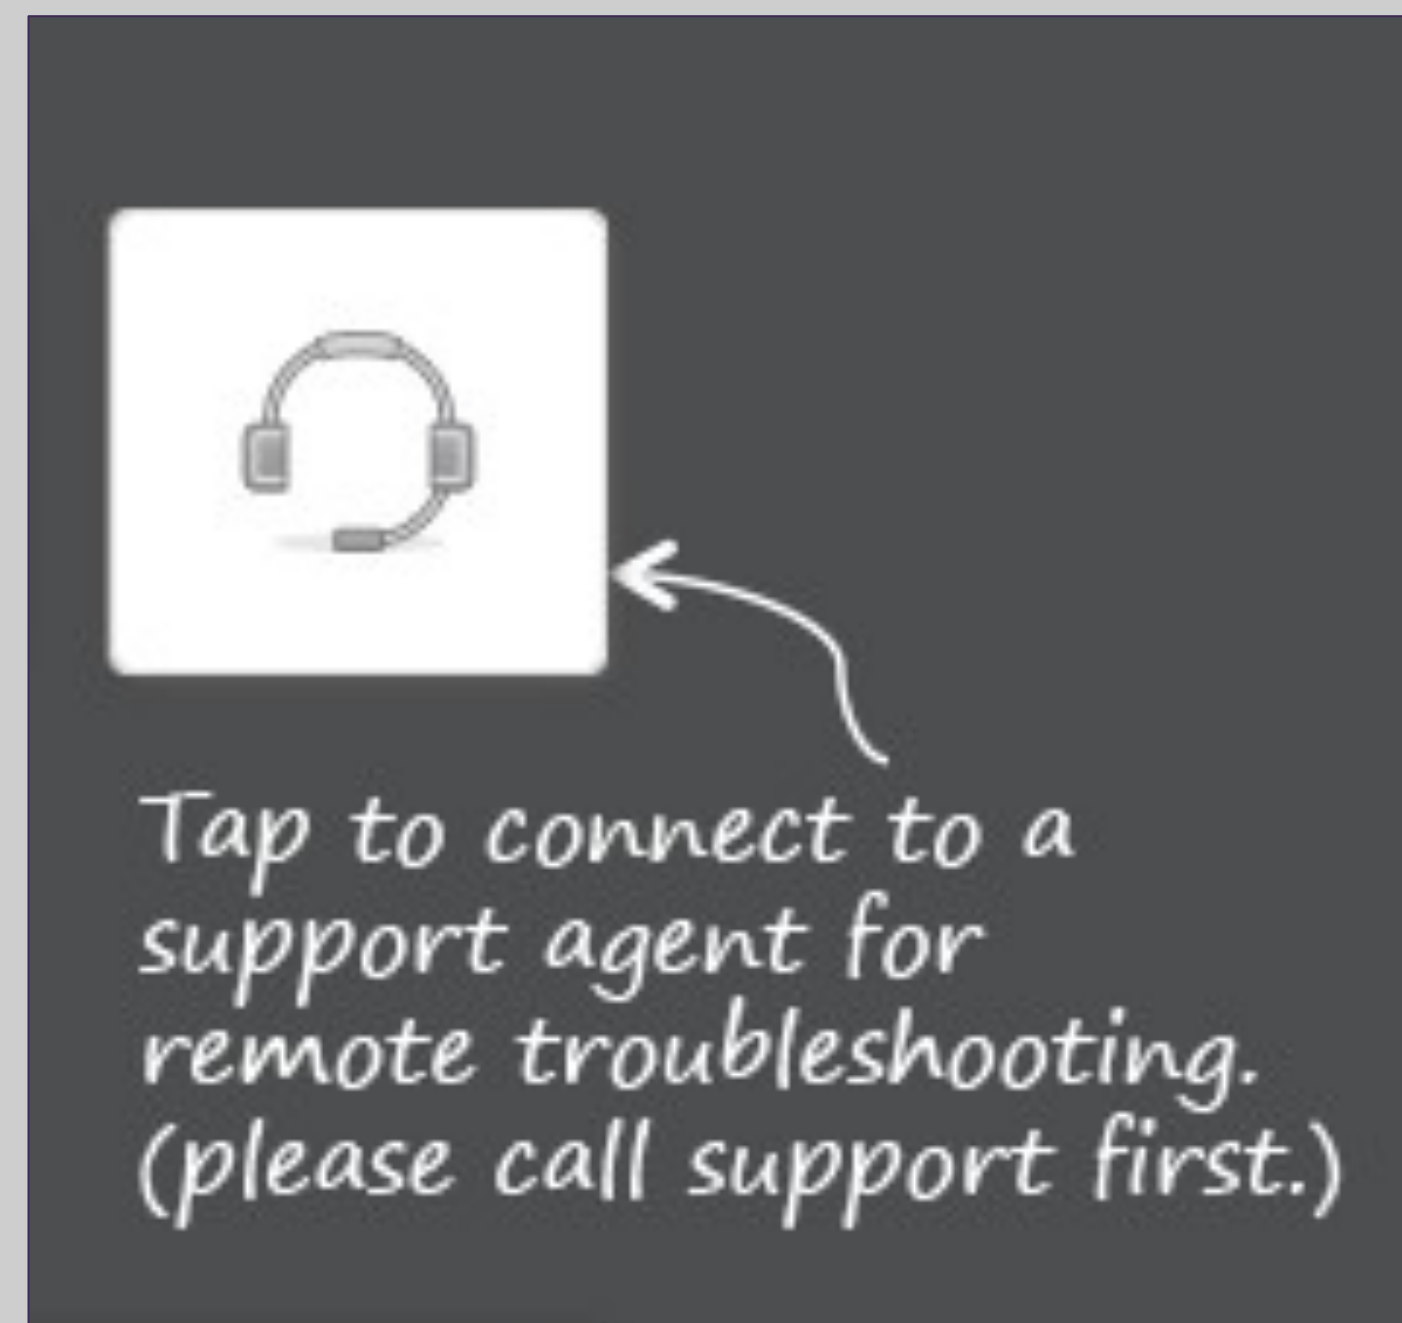 Tap to connect to a
support agent for
remote troubleshooting.
(please call support first.)